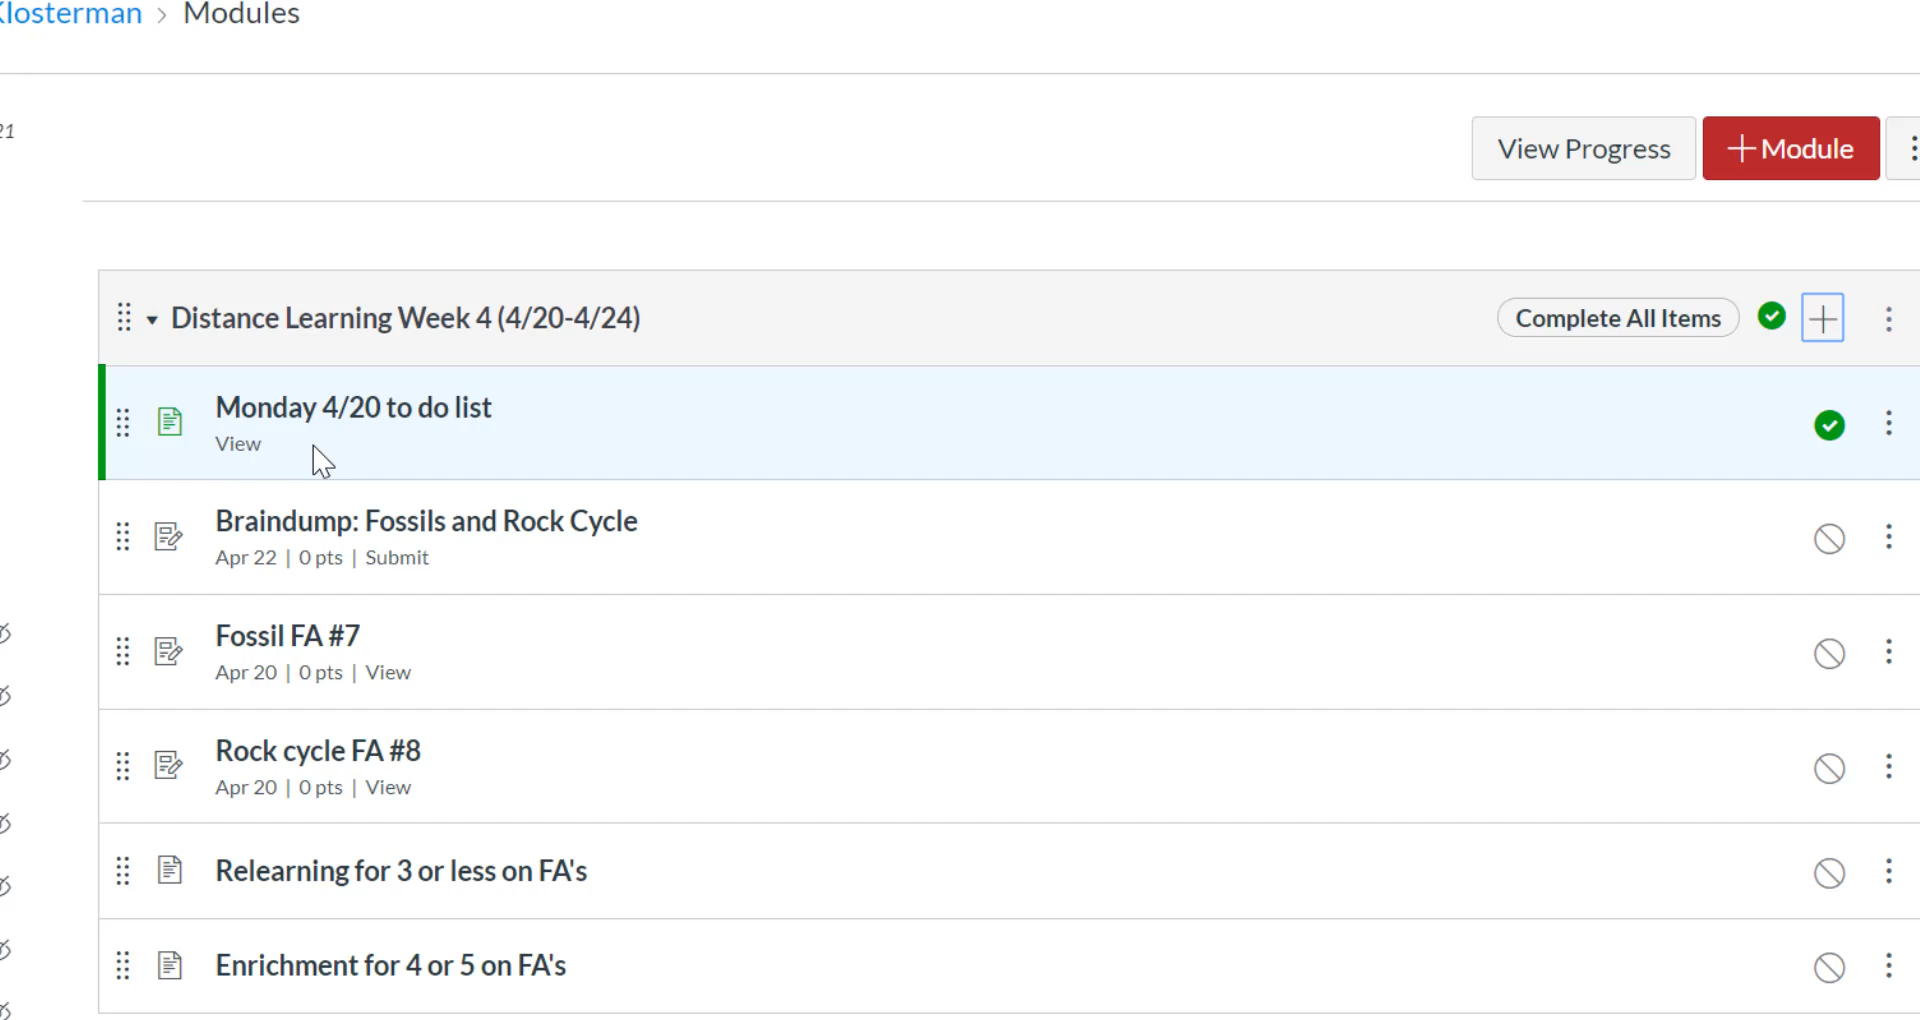 Klosterman > Modules
21
View Progress
+Module
Distance Learning Week 4 (4/20-4/24)
Complete All Items
Monday 4/20 to do list
View
Braindump: Fossils and Rock Cycle
Apr 22 | 0 pts | Submit
Fossil FA #7
Apr 20 | 0 pts | View
Rock cycle FA #8
Apr 20 | 0 pts | View
Relearning for 3 or less on FA's
Enrichment for 4 or 5 on FA's